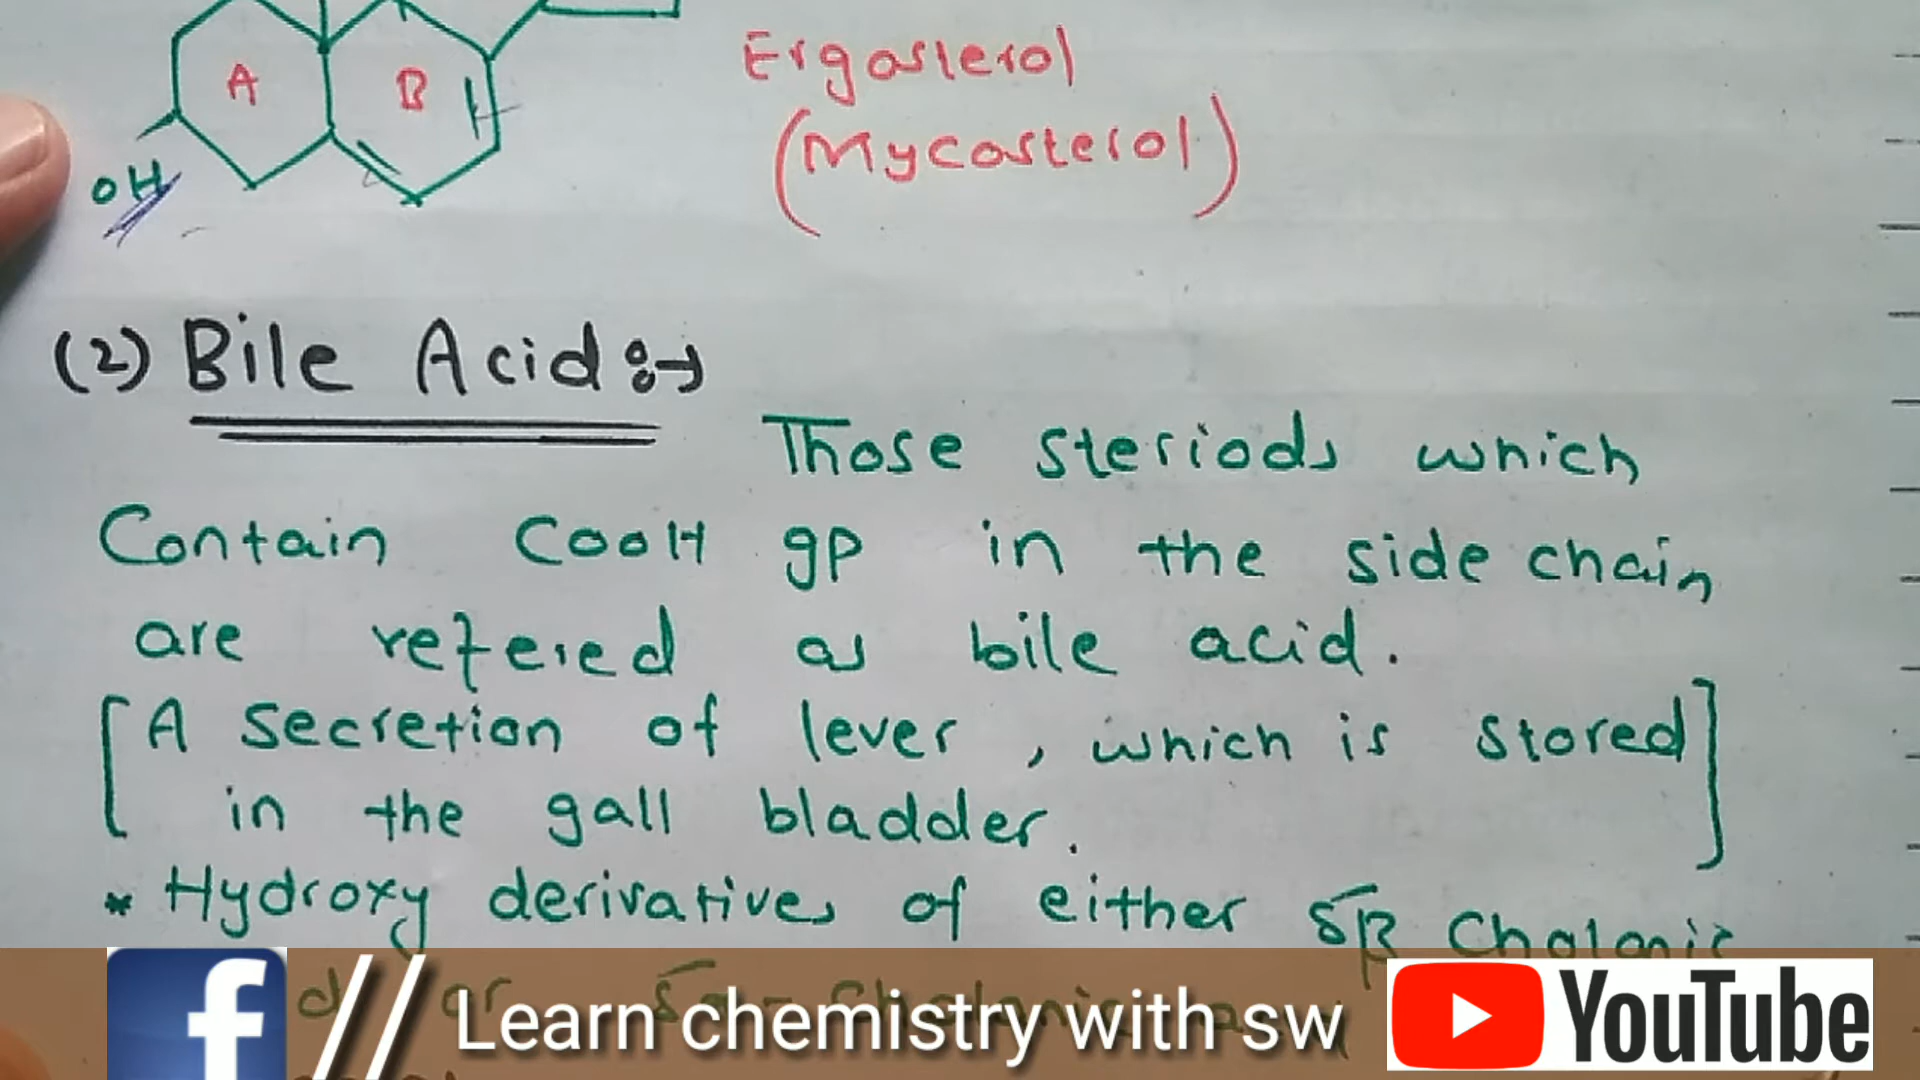 A
B
OH
Ergosterol
(Mycosterol)
(2) Bile Acid :→
Those steriods which
Contain COOH gp in the side chain
are refered as bile acid.
[A secretion of lever, which is stored
in the gall bladder.]
* Hydroxy derivatives of either 5β Cholanic
f // Learn chemistry with sw YouTube